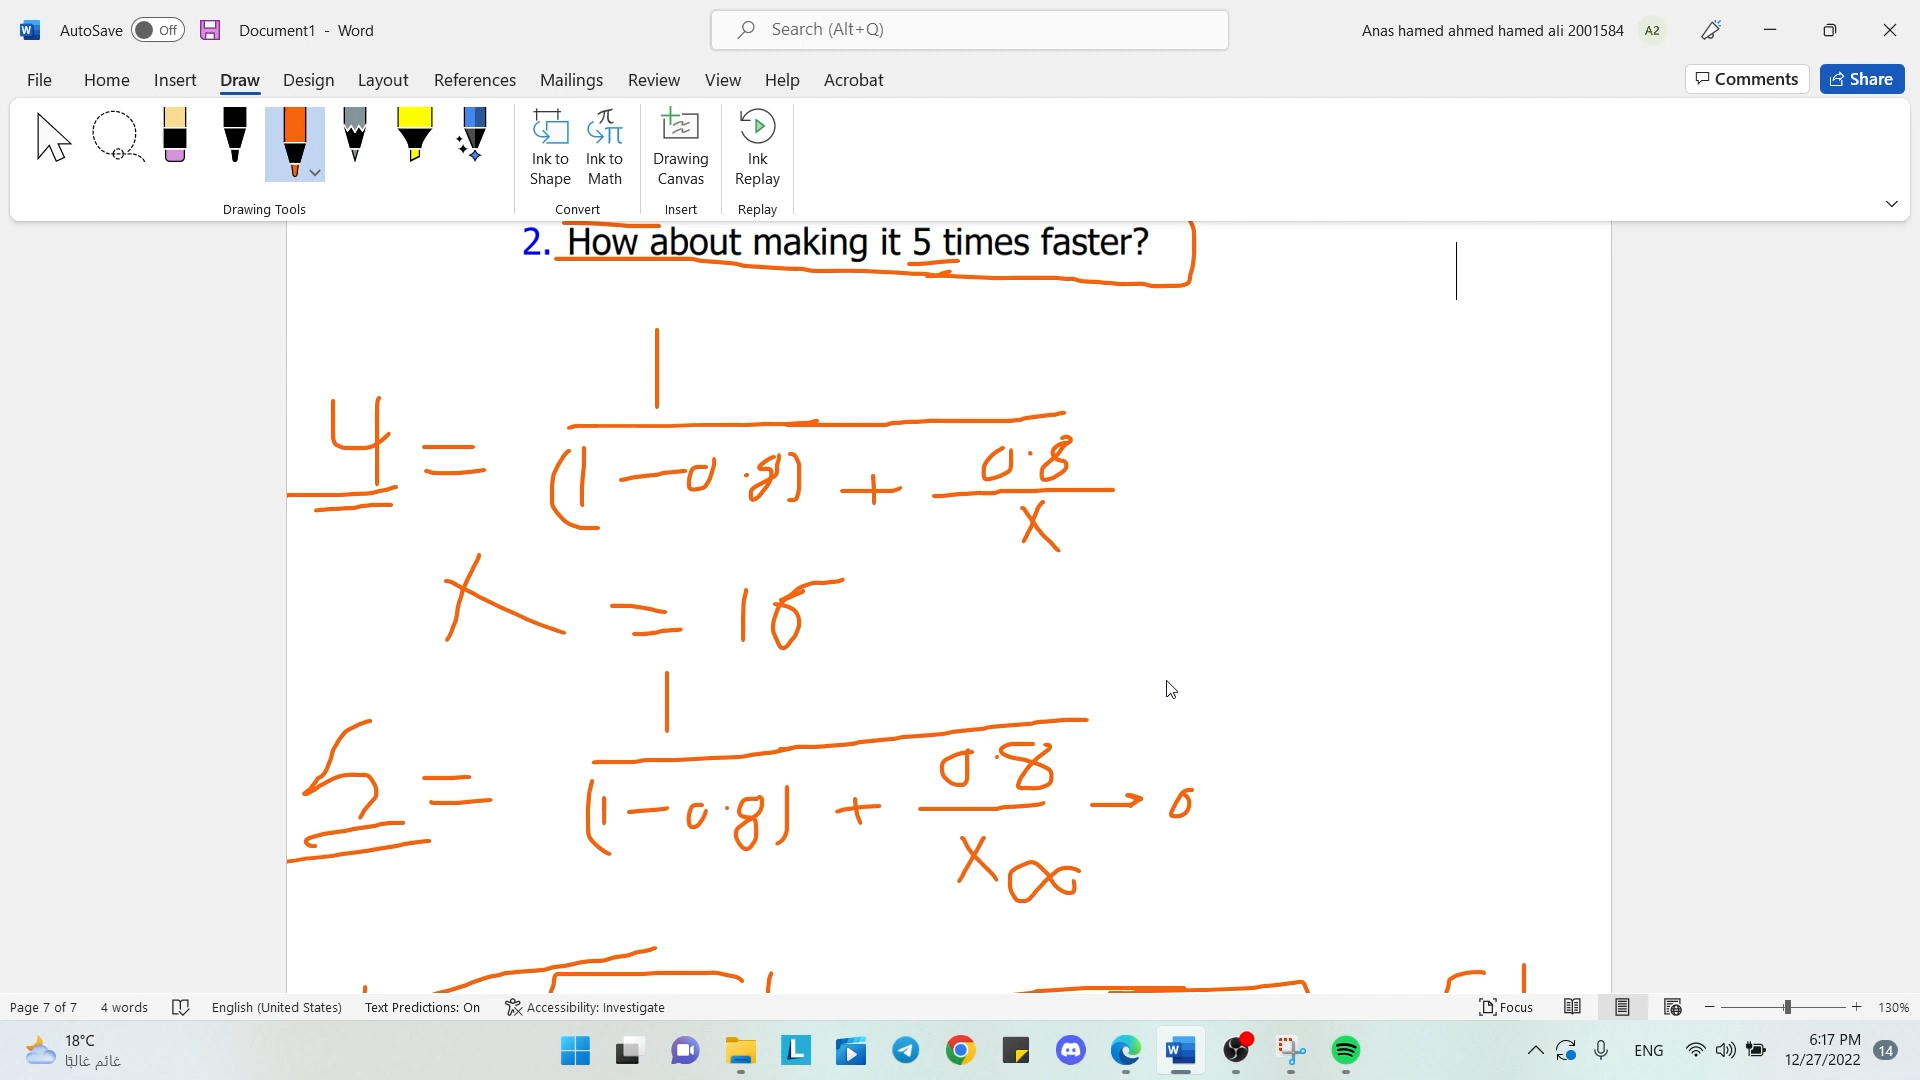 AutoSave Off Document1 - Word Search (Alt+Q) Anas hamed ahmed hamed ali 2001584 A2
File Home Insert Draw Design Layout References Mailings Review View Help Acrobat Comments Share
Ink to Shape
Ink to Math
Drawing Canvas
Ink Replay
Drawing Tools Convert Insert Replay
2. How about making it 5 times faster?
1
4 = (1 - 0.8) + 0.8
x
x = 16
1
5 = (1 - 0.8) + 0.8 → 0
x ∞
Page 7 of 7 4 words English (United States) Text Predictions: On Accessibility: Investigate Focus 130%
18°C
غائم غالبًا
ENG
6:17 PM
12/27/2022
14